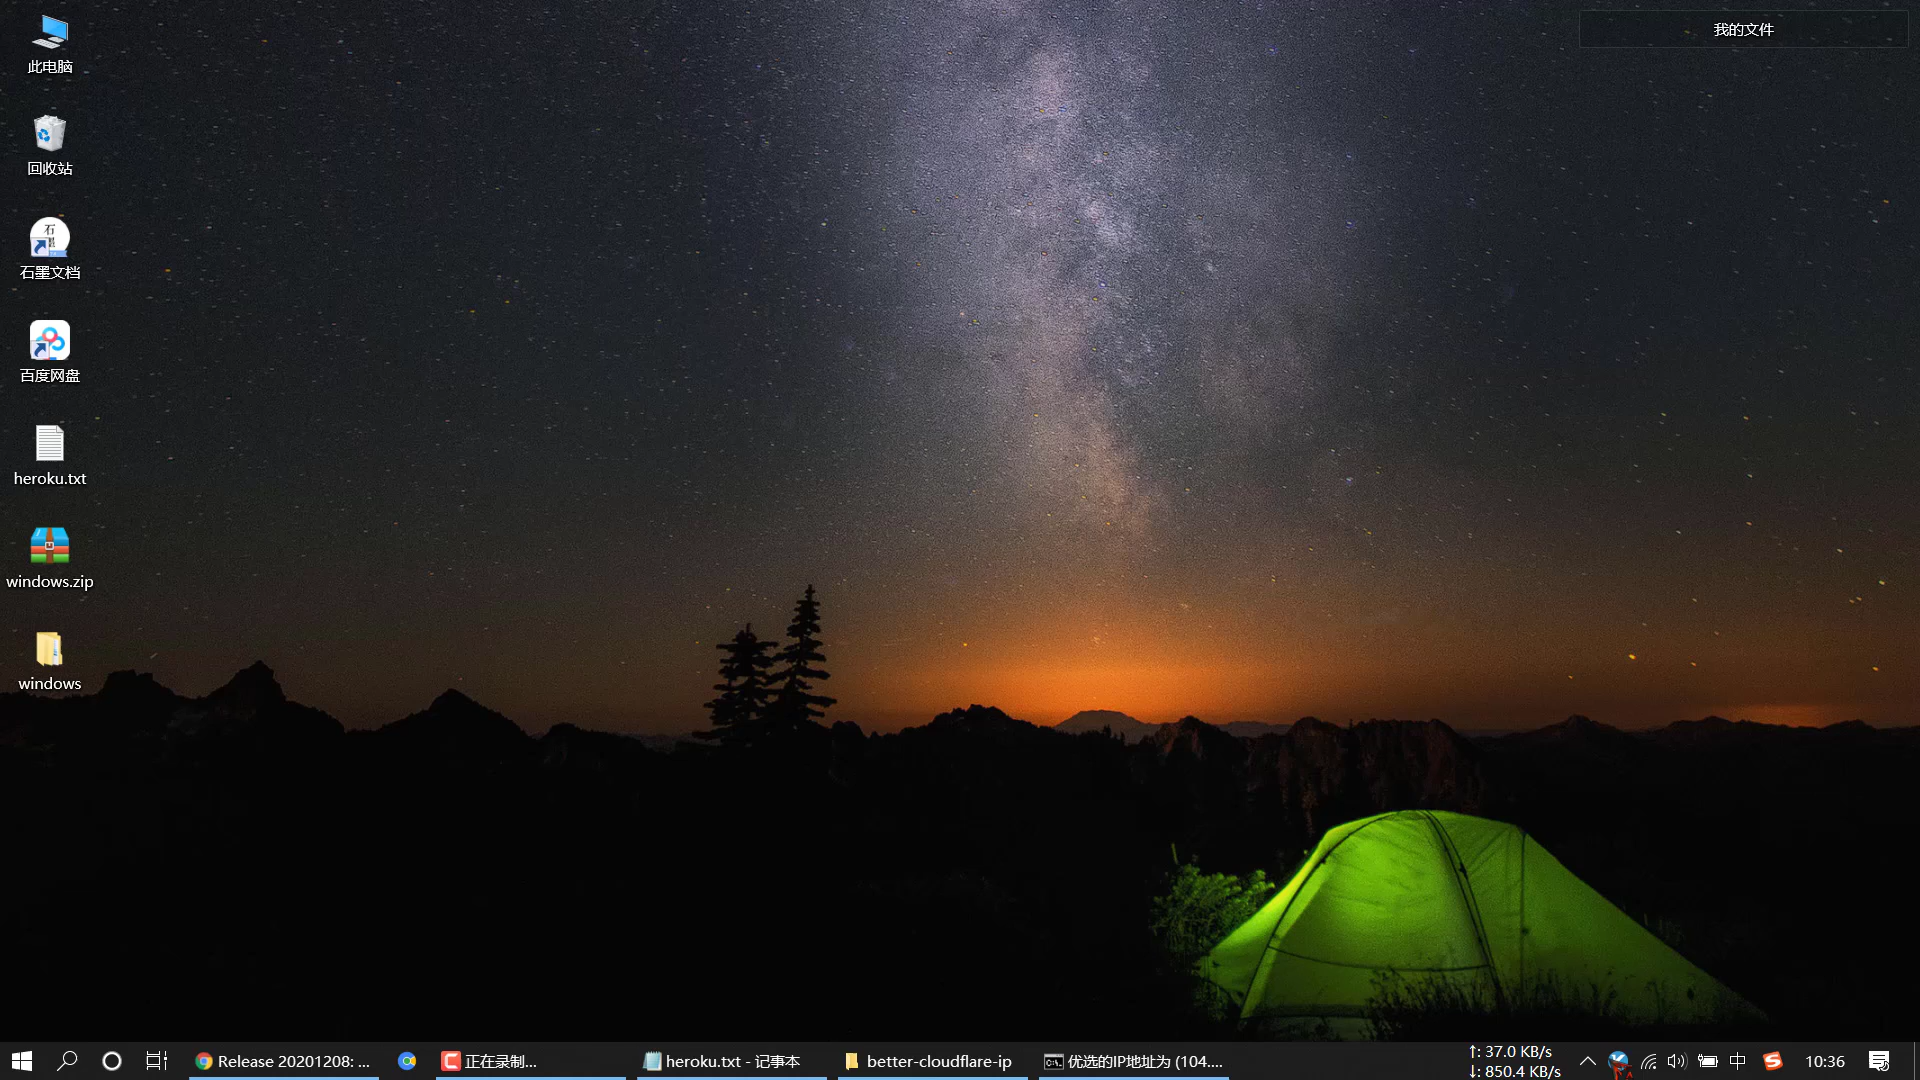 我的文件
此电脑
回收站
石墨文档
百度网盘
heroku.txt
windows.zip
windows
Release 20201208: ...
正在录制...
heroku.txt - 记事本
better-cloudflare-ip
优选的IP地址为 (104....
↑: 37.0 KB/s
↓: 850.4 KB/s
中
10:36